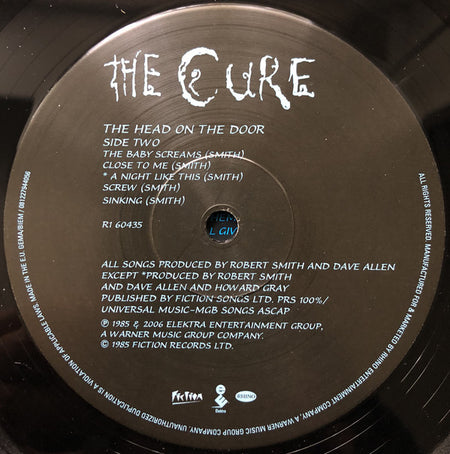 THE CURE
THE HEAD ON THE DOOR
SIDE TWO
THE BABY SCREAMS (SMITH)
CLOSE TO ME (SMITH)
* A NIGHT LIKE THIS (SMITH)
SCREW (SMITH)
SINKING (SMITH)
R1 60435
L GIV
ALL SONGS PRODUCED BY ROBERT SMITH AND DAVE ALLEN
EXCEPT *PRODUCED BY ROBERT SMITH
AND DAVE ALLEN AND HOWARD GRAY
PUBLISHED BY FICTION SONGS LTD. PRS 100%/
UNIVERSAL MUSIC-MGB SONGS ASCAP
℗ 1985 & 2006 ELEKTRA ENTERTAINMENT GROUP,
A WARNER MUSIC GROUP COMPANY.
© 1985 FICTION RECORDS LTD.
Fiction
Elektra
RHINO
ALL RIGHTS RESERVED. MANUFACTURED FOR & MARKETED BY RHINO ENTERTAINMENT COMPANY, A WARNER MUSIC GROUP COMPANY. UNAUTHORIZED DUPLICATION IS A VIOLATION OF APPLICABLE LAWS. MADE IN THE E.U. GEMA/BIEM / 081227944056